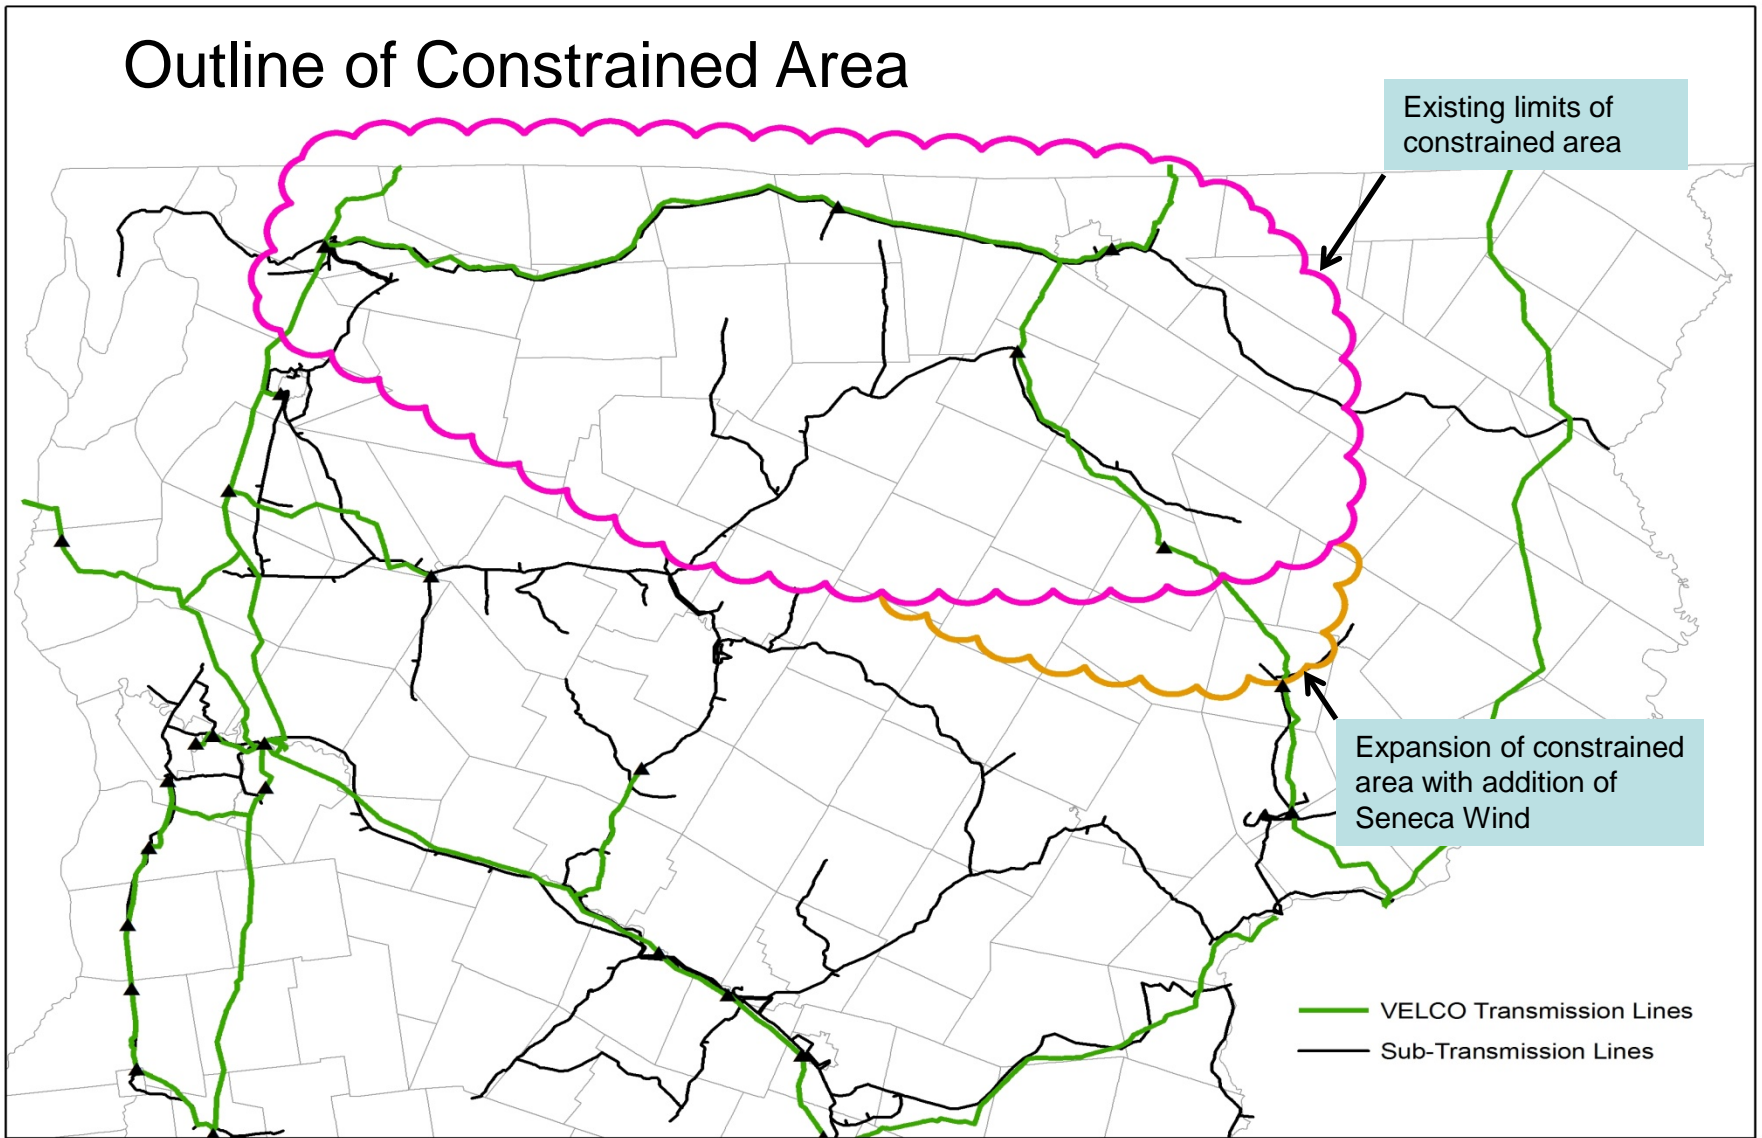 Outline of Constrained Area
Existing limits of
constrained area
Expansion of constrained
area with addition of
Seneca Wind
VELCO Transmission Lines
Sub-Transmission Lines